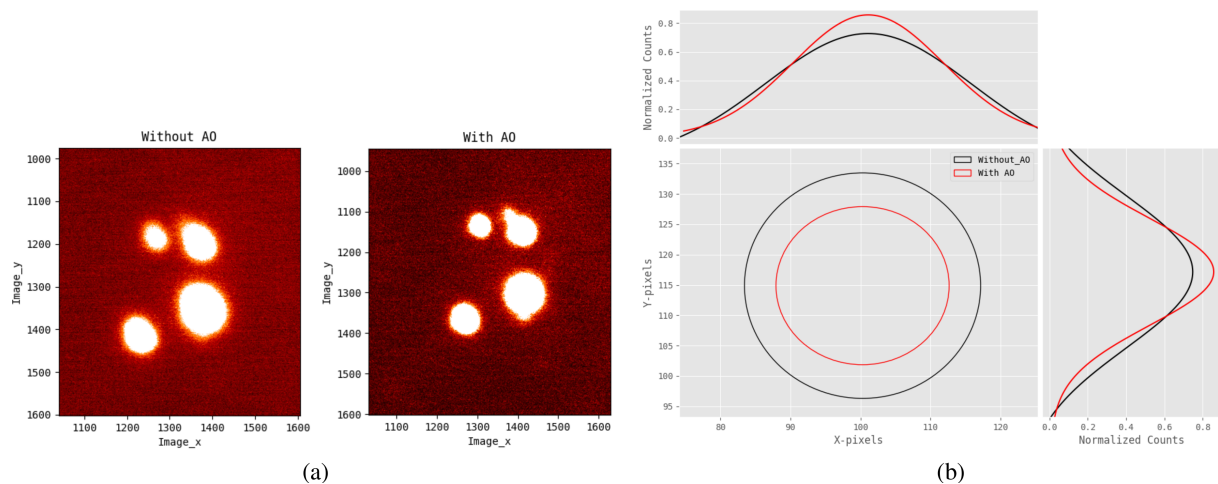 Without AO
Image_y
1000
1100
1200
1300
1400
1500
1600
1100 1200 1300 1400 1500 1600
Image_x
With AO
Image_y
1000
1100
1200
1300
1400
1500
1600
1100 1200 1300 1400 1500 1600
Image_x
(a)
Normalized Counts
0.8
0.6
0.4
0.2
0.0
Y-pixels
135
130
125
120
115
110
105
100
95
Without_AO
With AO
80 90 100 110 120
X-pixels
0.0 0.2 0.4 0.6 0.8
Normalized Counts
(b)